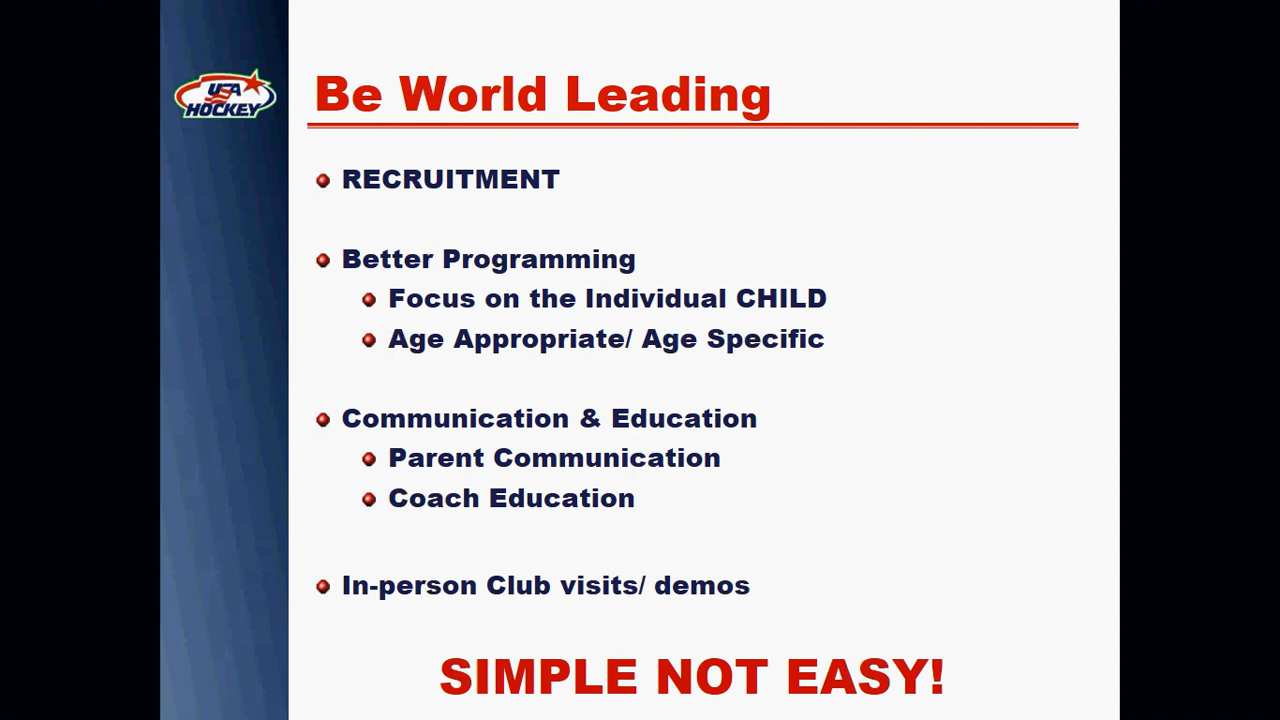 USA
HOCKEY
Be World Leading
RECRUITMENT
Better Programming
Focus on the Individual CHILD
Age Appropriate/ Age Specific
Communication & Education
Parent Communication
Coach Education
In-person Club visits/ demos
SIMPLE NOT EASY!